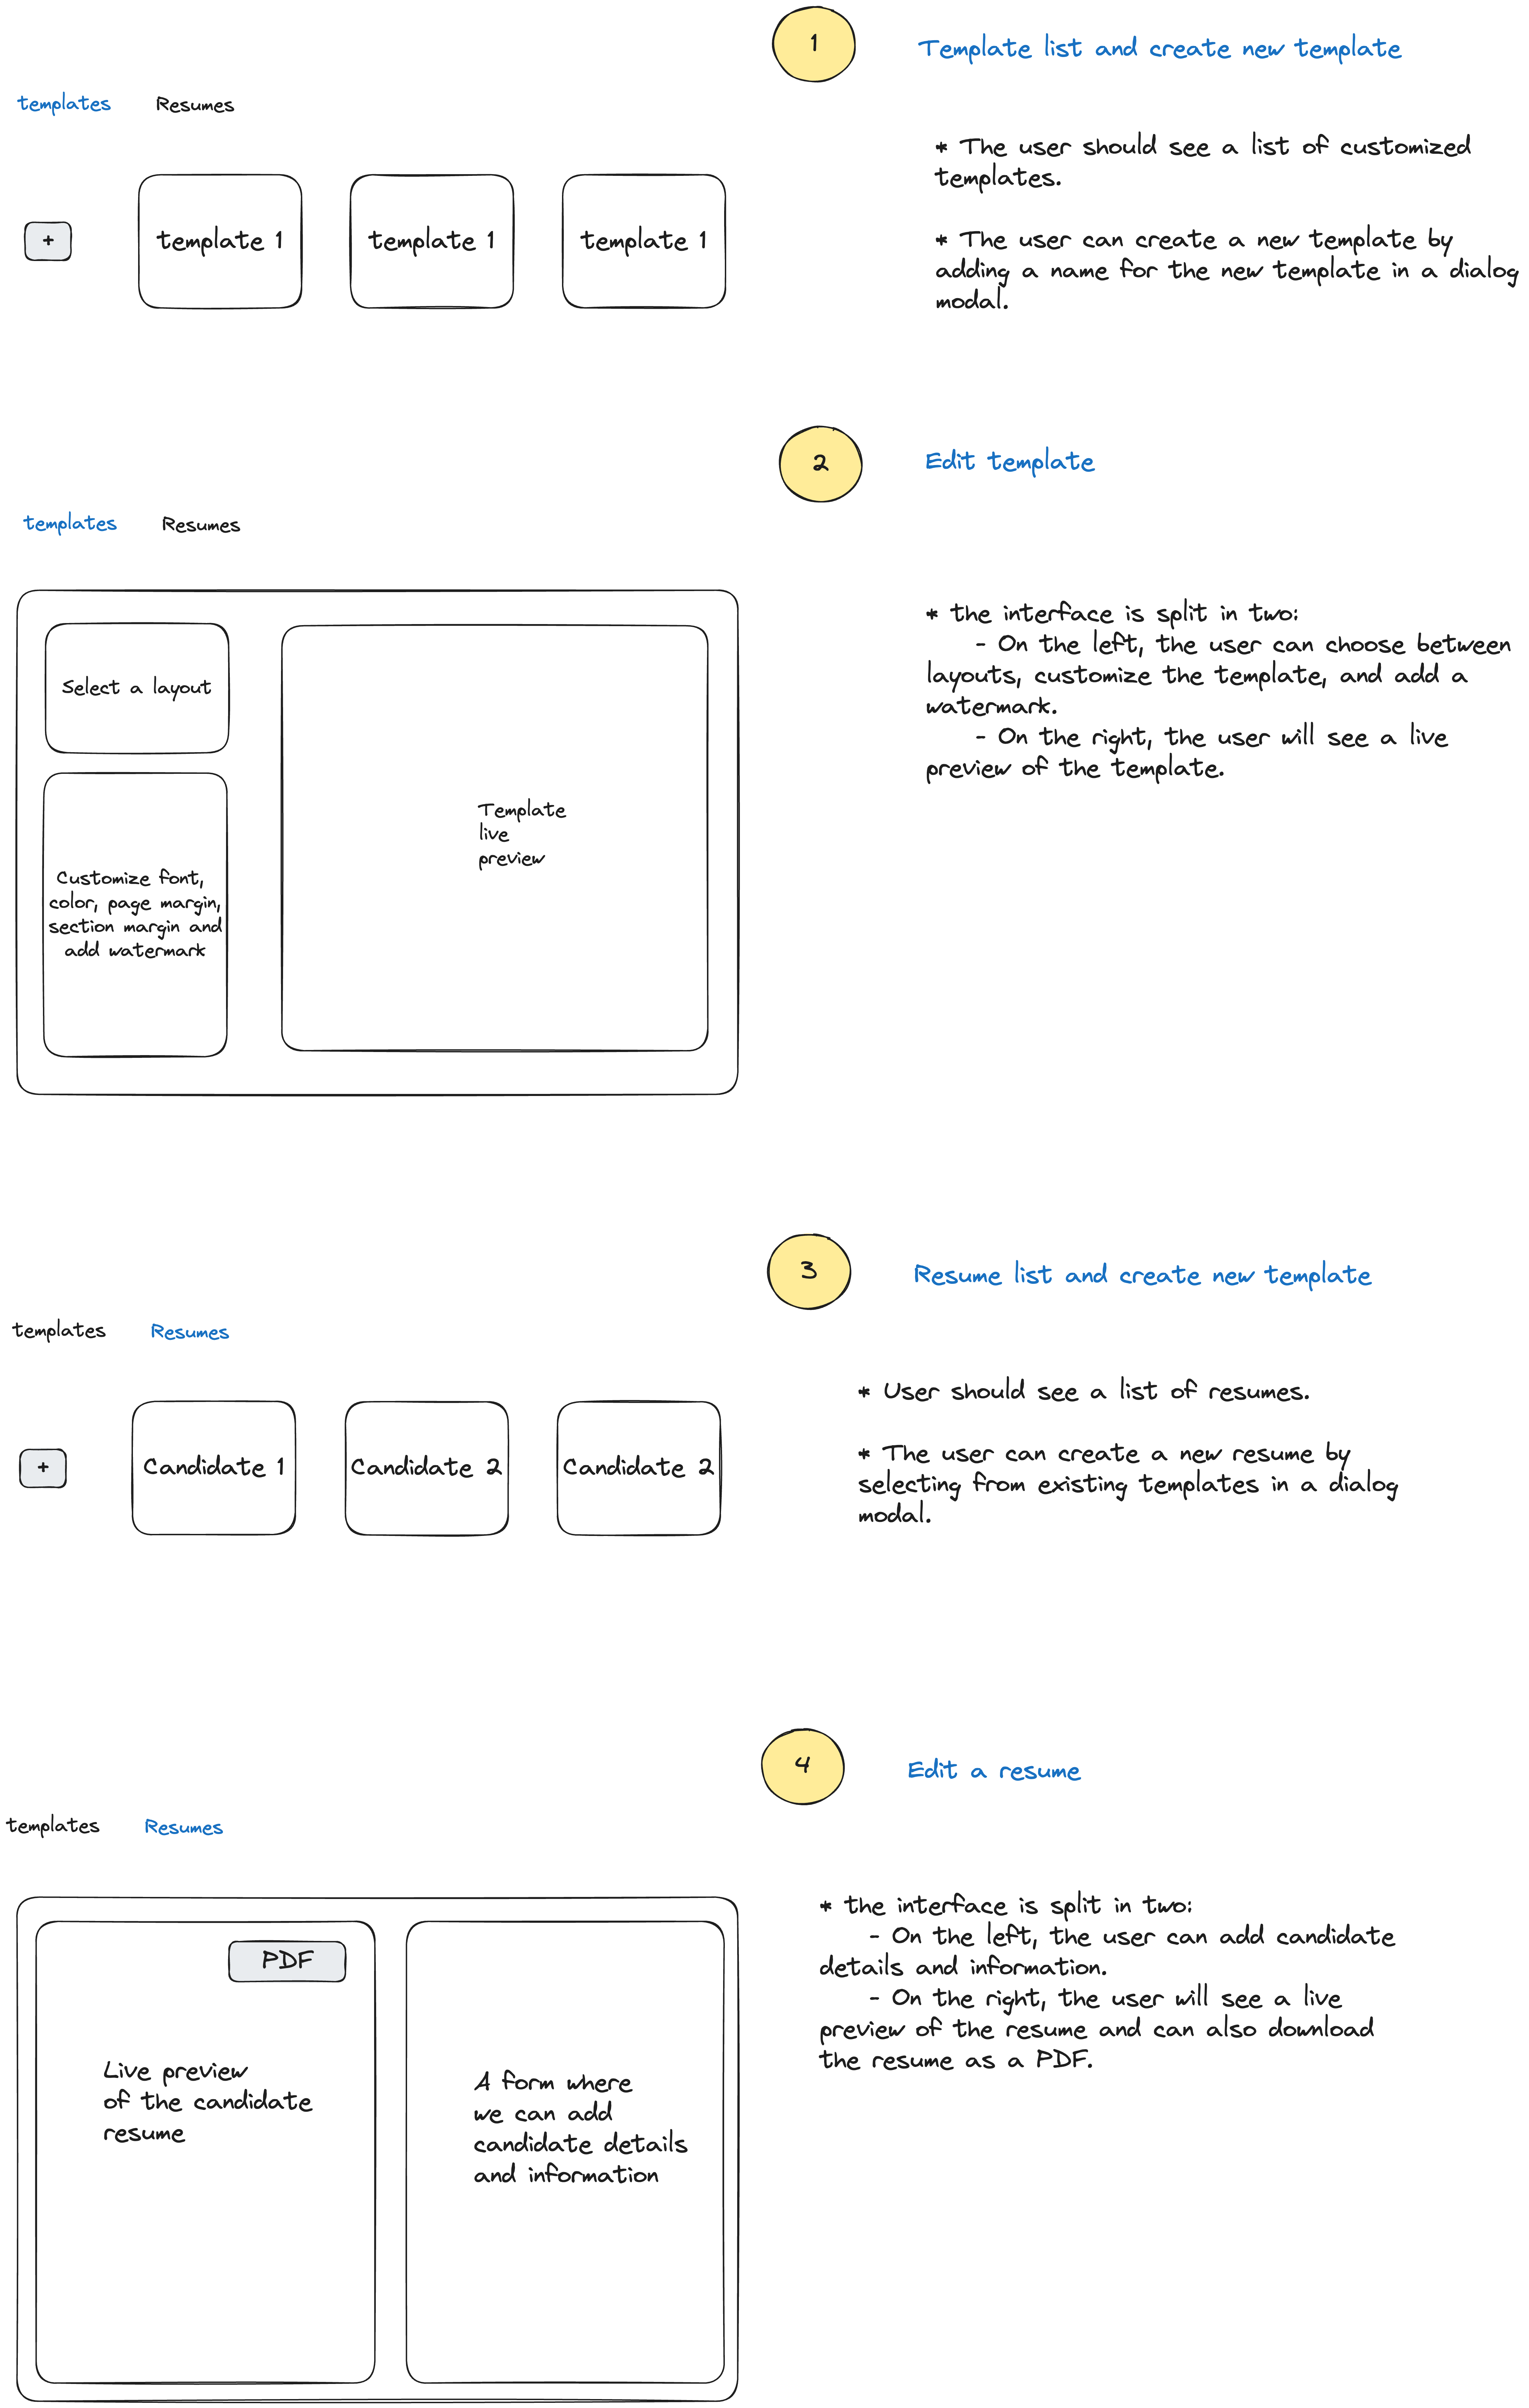 1
Template list and create new template
templates
Resumes
* The user should see a list of customized
templates.
+
template 1
template 1
template 1
* The user can create a new template by
adding a name for the new template in a dialog
modal.
2
Edit template
templates
Resumes
Select a layout
Customize font,
color, page margin,
section margin and
add watermark
Template
live
preview
* the interface is split in two:
- On the left, the user can choose between
layouts, customize the template, and add a
watermark.
- On the right, the user will see a live
preview of the template.
3
Resume list and create new template
templates
Resumes
+
Candidate 1
Candidate 2
Candidate 2
* User should see a list of resumes.
* The user can create a new resume by
selecting from existing templates in a dialog
modal.
4
Edit a resume
templates
Resumes
PDF
Live preview
of the candidate
resume
A form where
we can add
candidate details
and information
* the interface is split in two:
- On the left, the user can add candidate
details and information.
- On the right, the user will see a live
preview of the resume and can also download
the resume as a PDF.